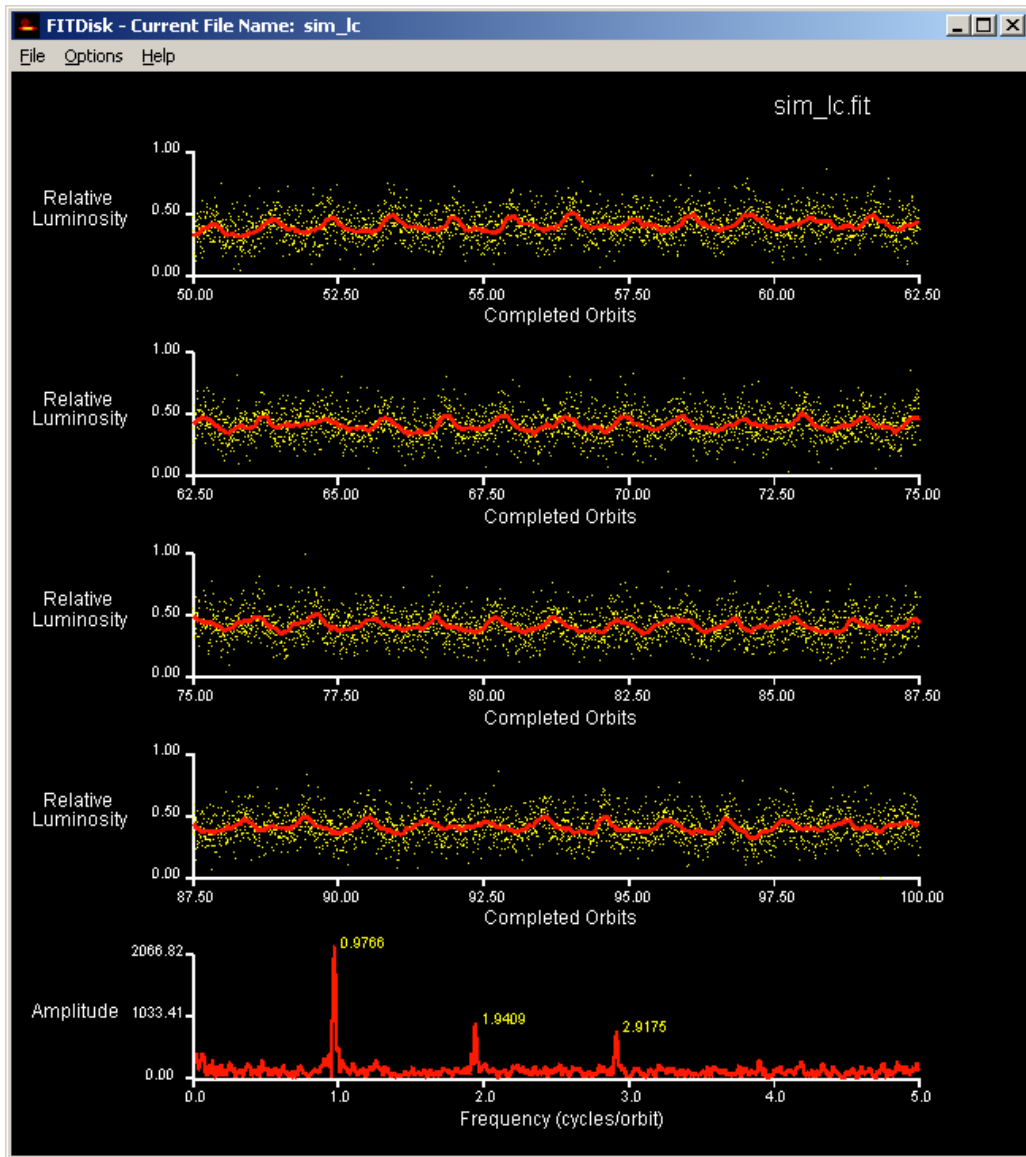 FITDisk - Current File Name: sim_lc
File Options Help
sim_lc.fit
Relative
Luminosity
1.00
0.50
0.00
50.00 52.50 55.00 57.50 60.00 62.50
Completed Orbits
Relative
Luminosity
1.00
0.50
0.00
62.50 65.00 67.50 70.00 72.50 75.00
Completed Orbits
Relative
Luminosity
1.00
0.50
0.00
75.00 77.50 80.00 82.50 85.00 87.50
Completed Orbits
Relative
Luminosity
1.00
0.50
0.00
87.50 90.00 92.50 95.00 97.50 100.00
Completed Orbits
Amplitude
2066.82
1033.41
0.00
0.9766
1.9409
2.9175
0.0 1.0 2.0 3.0 4.0 5.0
Frequency (cycles/orbit)